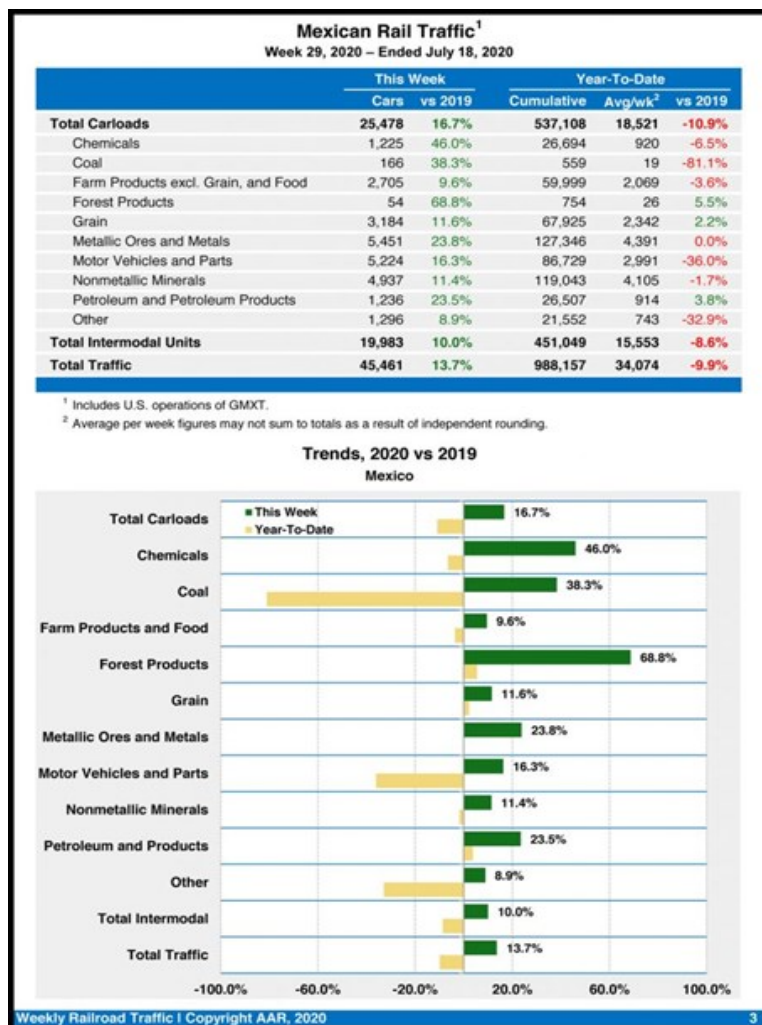 Mexican Rail Traffic1
Week 29, 2020 – Ended July 18, 2020
This Week Year-To-Date
Cars vs 2019 Cumulative Avg/wk2 vs 2019
Total Carloads 25,478 16.7% 537,108 18,521 -10.9%
Chemicals 1,225 46.0% 26,694 920 -6.5%
Coal 166 38.3% 559 19 -81.1%
Farm Products excl. Grain, and Food 2,705 9.6% 59,999 2,069 -3.6%
Forest Products 54 68.8% 754 26 5.5%
Grain 3,184 11.6% 67,925 2,342 2.2%
Metallic Ores and Metals 5,451 23.8% 127,346 4,391 0.0%
Motor Vehicles and Parts 5,224 16.3% 86,729 2,991 -36.0%
Nonmetallic Minerals 4,937 11.4% 119,043 4,105 -1.7%
Petroleum and Petroleum Products 1,236 23.5% 26,507 914 3.8%
Other 1,296 8.9% 21,552 743 -32.9%
Total Intermodal Units 19,983 10.0% 451,049 15,553 -8.6%
Total Traffic 45,461 13.7% 988,157 34,074 -9.9%
1 Includes U.S. operations of GMXT.
2 Average per week figures may not sum to totals as a result of independent rounding.
Trends, 2020 vs 2019
Mexico
This Week
Year-To-Date
Total Carloads 16.7%
Chemicals 46.0%
Coal 38.3%
Farm Products and Food 9.6%
Forest Products 68.8%
Grain 11.6%
Metallic Ores and Metals 23.8%
Motor Vehicles and Parts 16.3%
Nonmetallic Minerals 11.4%
Petroleum and Products 23.5%
Other 8.9%
Total Intermodal 10.0%
Total Traffic 13.7%
-100.0% -60.0% -20.0% 20.0% 60.0% 100.0%
Weekly Railroad Traffic I Copyright AAR, 2020 3